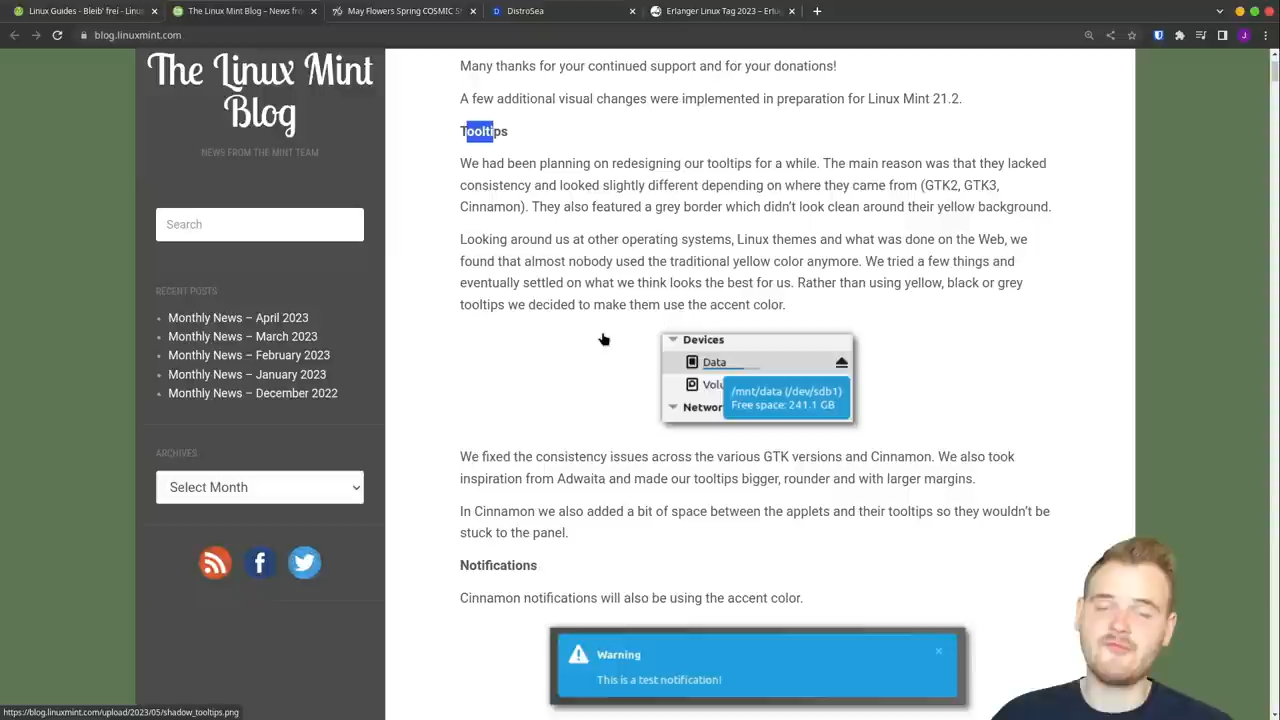 Linux Guides - Bleib' frei - Linu
The Linux Mint Blog – News fro
May Flowers Spring COSMIC S
DistroSea
Erlanger Linux Tag 2023 – Erlu
blog.linuxmint.com
The Linux Mint
Blog
NEWS FROM THE MINT TEAM
Search
RECENT POSTS
Monthly News – April 2023
Monthly News – March 2023
Monthly News – February 2023
Monthly News – January 2023
Monthly News – December 2022
ARCHIVES
Select Month
Many thanks for your continued support and for your donations!
A few additional visual changes were implemented in preparation for Linux Mint 21.2.
Tooltips
We had been planning on redesigning our tooltips for a while. The main reason was that they lacked
consistency and looked slightly different depending on where they came from (GTK2, GTK3,
Cinnamon). They also featured a grey border which didn’t look clean around their yellow background.
Looking around us at other operating systems, Linux themes and what was done on the Web, we
found that almost nobody used the traditional yellow color anymore. We tried a few things and
eventually settled on what we think looks the best for us. Rather than using yellow, black or grey
tooltips we decided to make them use the accent color.
Devices
Data
Volu
/mnt/data (/dev/sdb1)
Networ
Free space: 241.1 GB
We fixed the consistency issues across the various GTK versions and Cinnamon. We also took
inspiration from Adwaita and made our tooltips bigger, rounder and with larger margins.
In Cinnamon we also added a bit of space between the applets and their tooltips so they wouldn’t be
stuck to the panel.
Notifications
Cinnamon notifications will also be using the accent color.
Warning
This is a test notification!
https://blog.linuxmint.com/upload/2023/05/shadow_tooltips.png
J